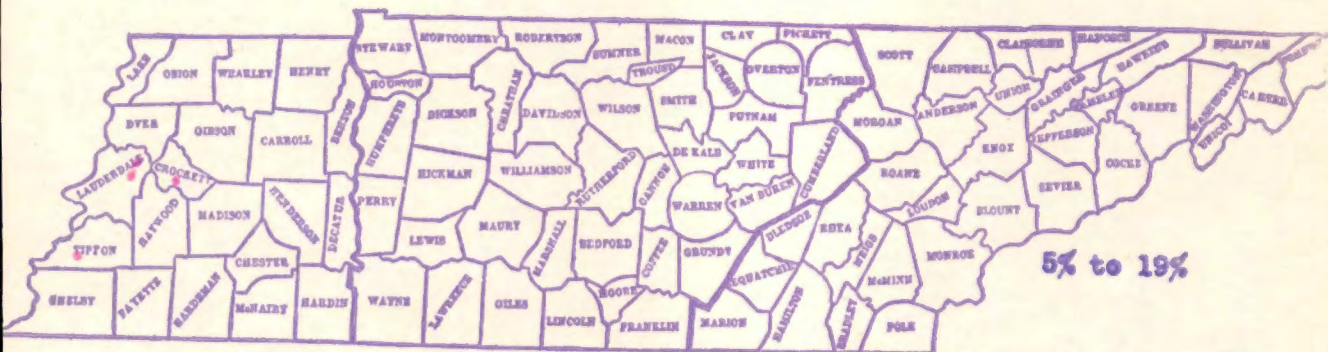 STEWART MONTGOMERY ROBERTSON SUMNER MACON CLAY PICKETT SCOTT CLAIBORNE HANCOCK SULLIVAN
LAKE OBION WEAKLEY HENRY HOUSTON CHEATHAM TROUSDALE JACKSON OVERTON FENTRESS CAMPBELL UNION GRAINGER HAWKINS
DYER GIBSON CARROLL BENTON HUMPHREYS DICKSON DAVIDSON WILSON SMITH PUTNAM MORGAN ANDERSON KNOX JEFFERSON GREENE WASHINGTON CARTER UNICOI
LAUDERDALE CROCKETT HICKMAN WILLIAMSON RUTHERFORD CANNON DE KALB WHITE CUMBERLAND ROANE LOUDON BLOUNT SEVIER COCKE
TIPTON HAYWOOD MADISON HENDERSON DECATUR PERRY LEWIS MAURY MARSHALL BEDFORD COFFEE WARREN VAN BUREN BLEDSOE RHEA MEIGS MONROE
5% to 19%
SHELBY FAYETTE HARDEMAN CHESTER McNAIRY HARDIN WAYNE LAWRENCE GILES LINCOLN MOORE FRANKLIN GRUNDY MARION SEQUATCHIE HAMILTON BRADLEY McMINN POLK